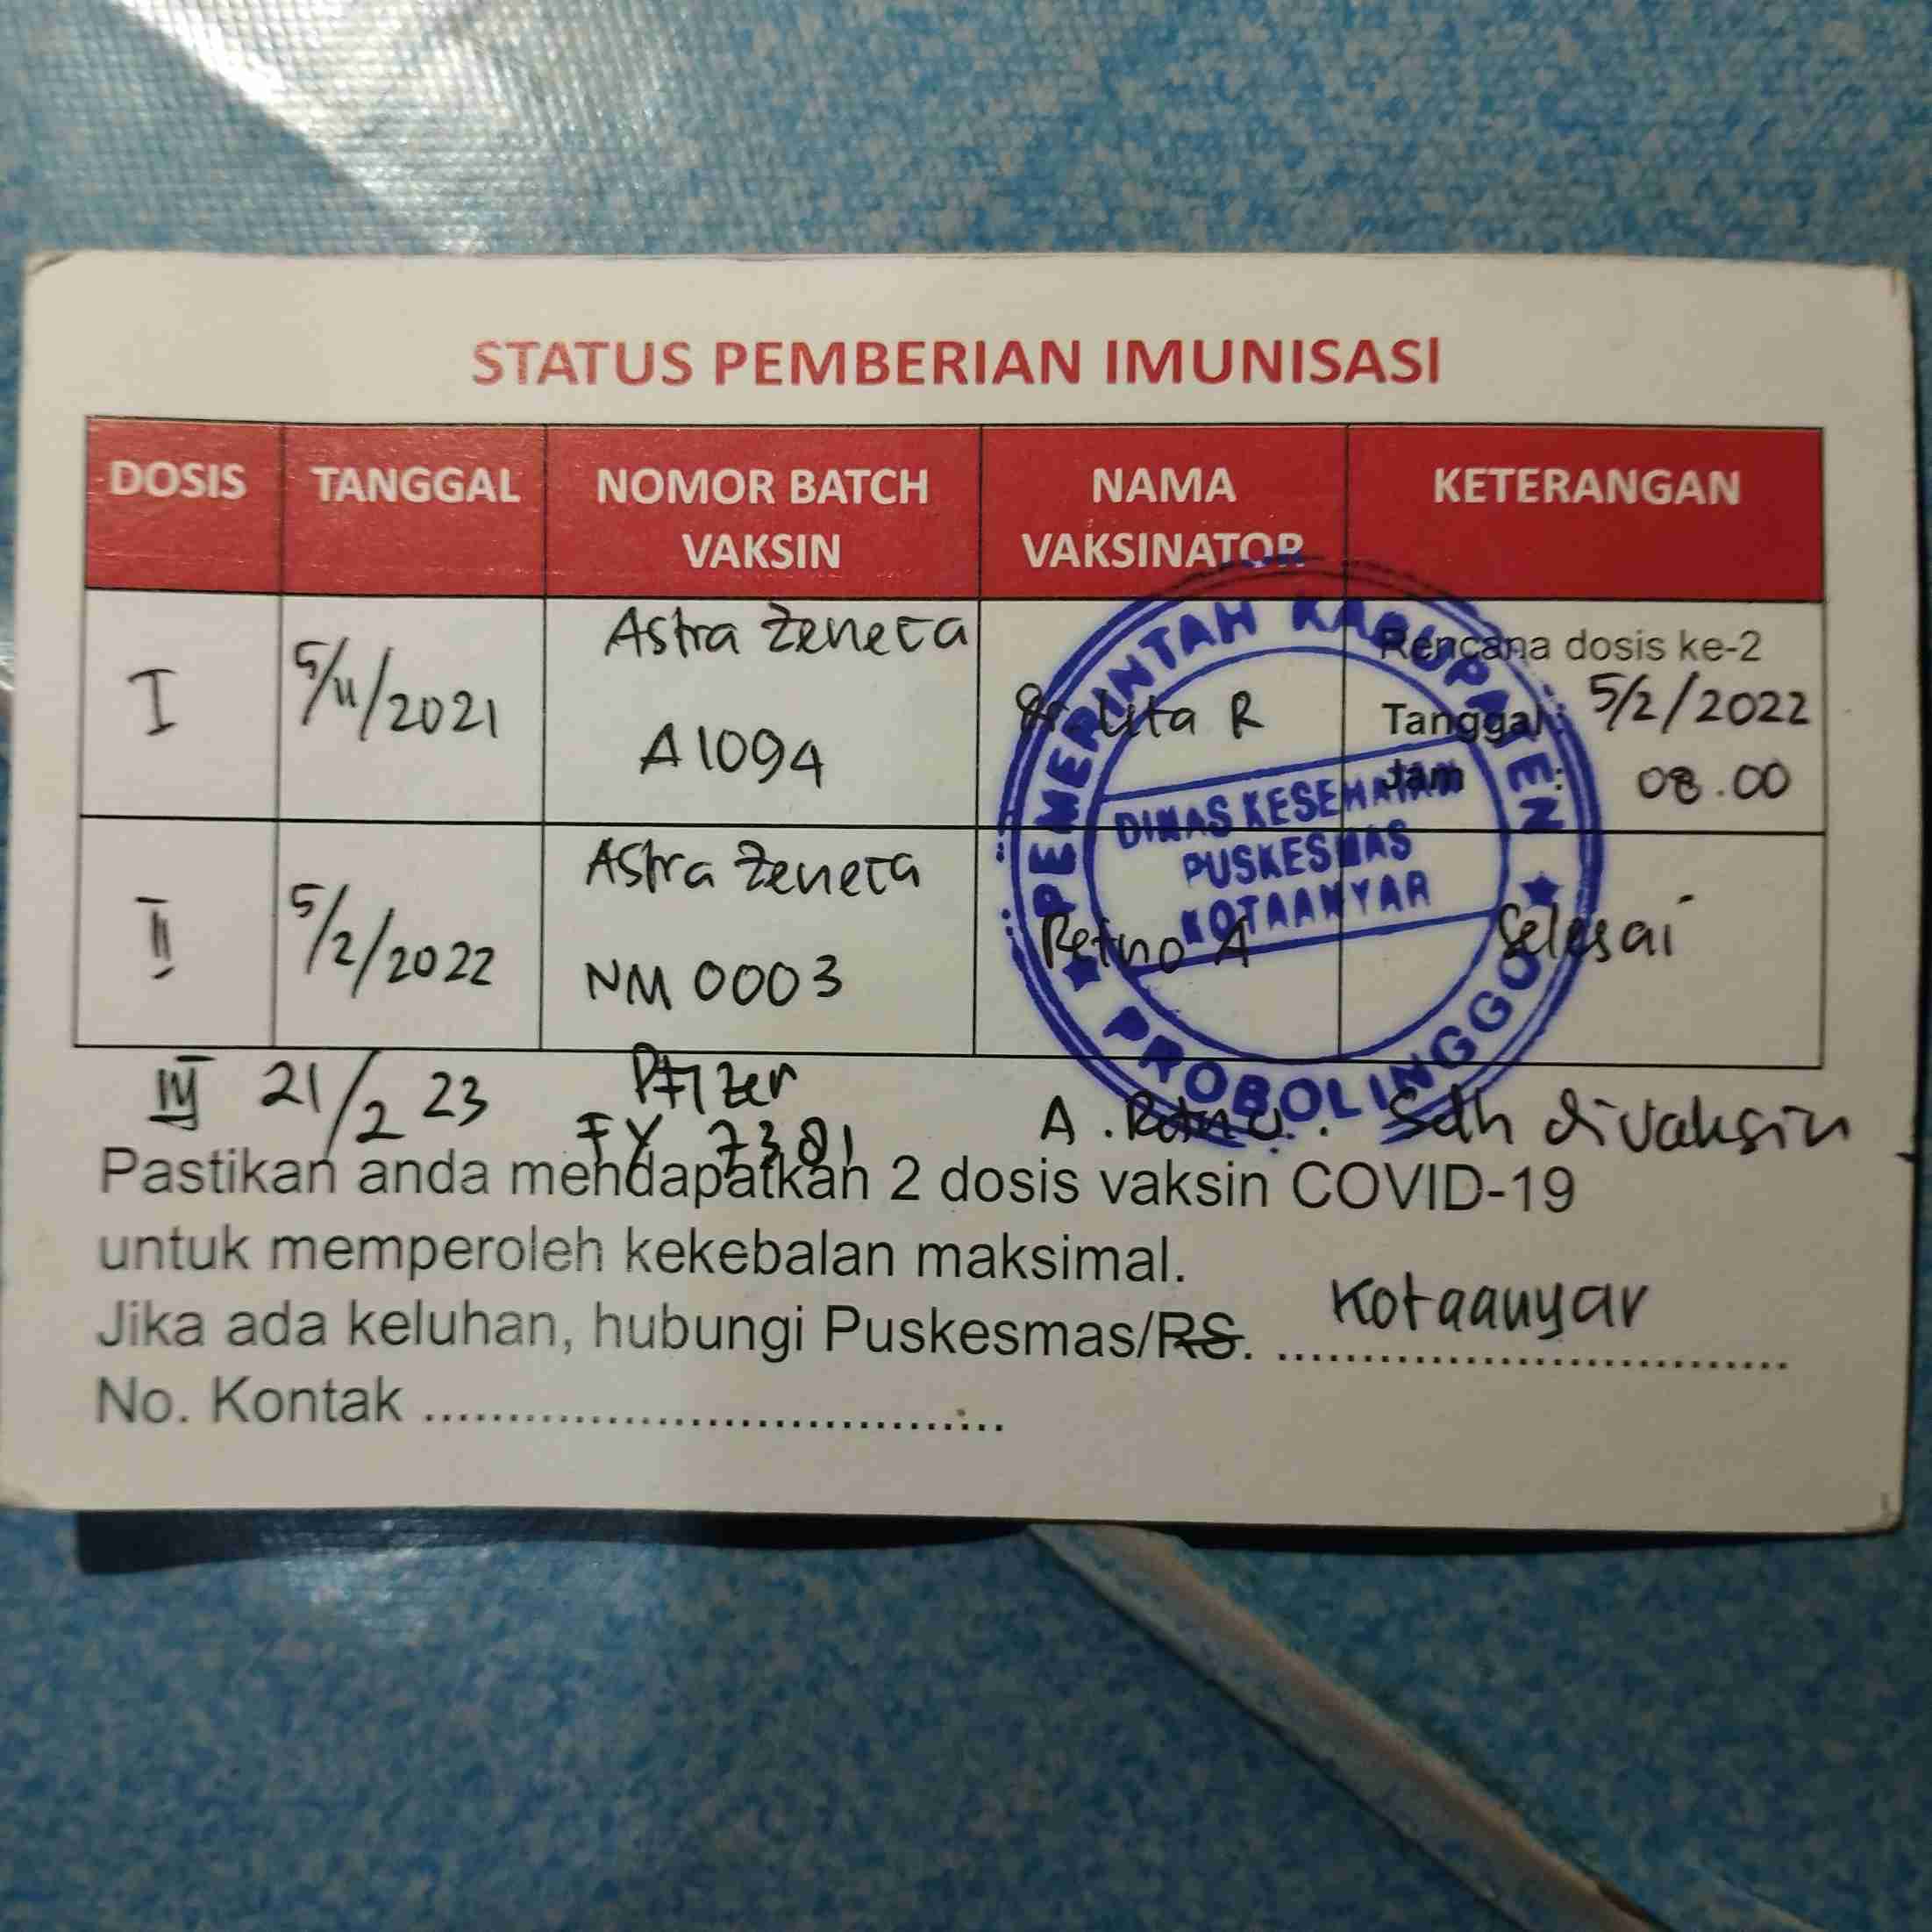 STATUS PEMBERIAN IMUNISASI
DOSIS TANGGAL NOMOR BATCH VAKSIN NAMA VAKSINATOR KETERANGAN
I 5/11/2021 Astra Zeneca A1094 Lita R Rencana dosis ke-2
Tanggal : 5/2/2022
Jam : 08.00
II 5/2/2022 Astra Zeneca NM 0003 Retno A Selesai
PEMERINTAH KABUPATEN
DINAS KESEHATAN
PUSKESMAS
KOTAANYAR
PROBOLINGGO
III 21/2 23 Pfizer A. Retno. Sdh divaksin
FY 7381
Pastikan anda mendapatkan 2 dosis vaksin COVID-19
untuk memperoleh kekebalan maksimal.
Jika ada keluhan, hubungi Puskesmas/RS. Kotaanyar
No. Kontak